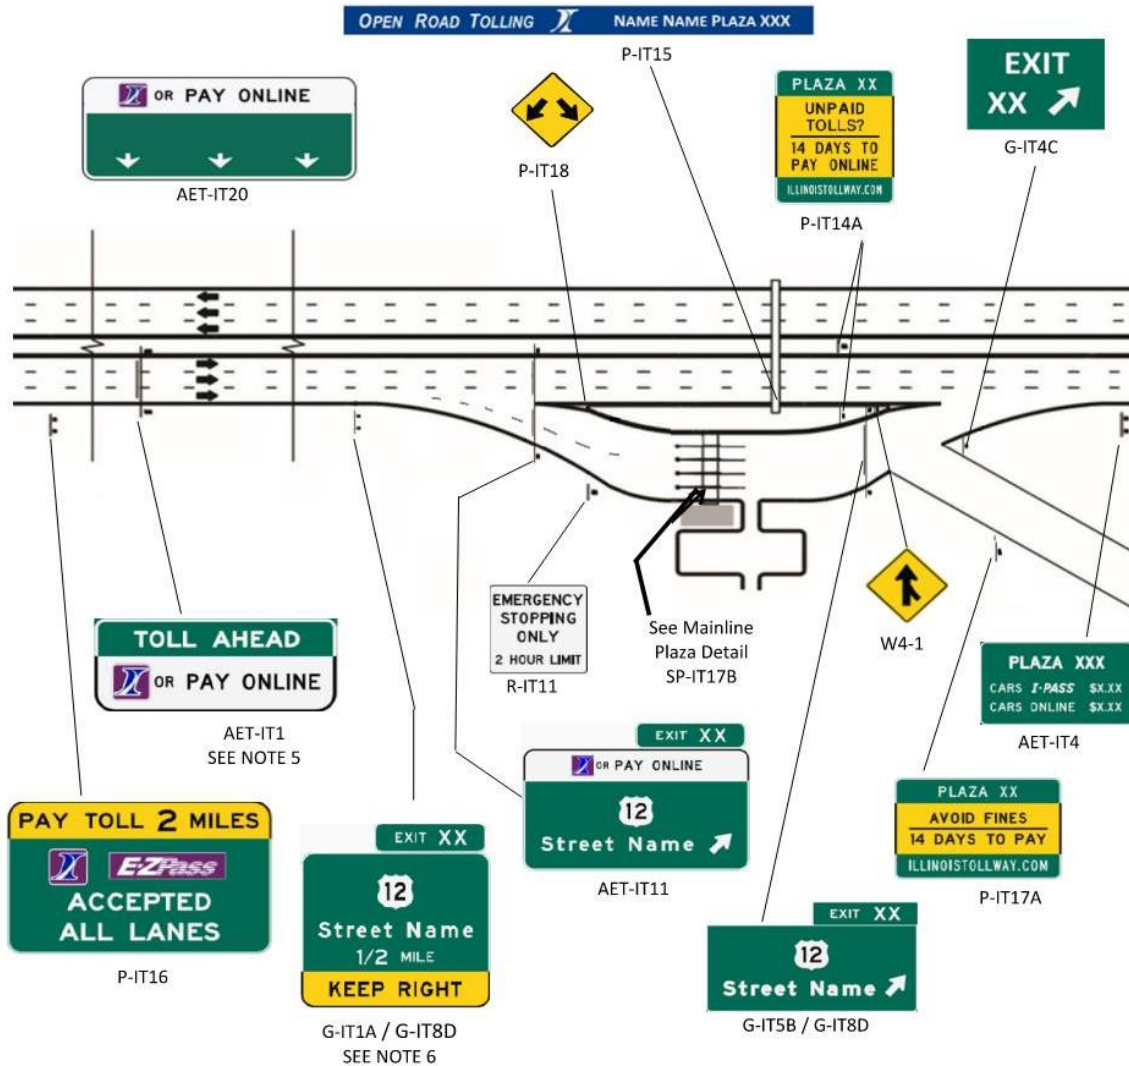 OPEN ROAD TOLLING NAME NAME PLAZA XXX
P-IT15
OR PAY ONLINE
AET-IT20
P-IT18
PLAZA XX
UNPAID
TOLLS?
14 DAYS TO
PAY ONLINE
ILLINOISTOLLWAY.COM
P-IT14A
EXIT
XX
G-IT4C
EMERGENCY
STOPPING
ONLY
2 HOUR LIMIT
R-IT11
See Mainline
Plaza Detail
SP-IT17B
W4-1
TOLL AHEAD
OR PAY ONLINE
AET-IT1
SEE NOTE 5
PLAZA XXX
CARS I-PASS $X.XX
CARS ONLINE $X.XX
AET-IT4
PAY TOLL 2 MILES
E-ZPass
ACCEPTED
ALL LANES
P-IT16
EXIT XX
12
Street Name
1/2 MILE
KEEP RIGHT
G-IT1A / G-IT8D
SEE NOTE 6
EXIT XX
OR PAY ONLINE
12
Street Name
AET-IT11
EXIT XX
12
Street Name
G-IT5B / G-IT8D
PLAZA XX
AVOID FINES
14 DAYS TO PAY
ILLINOISTOLLWAY.COM
P-IT17A